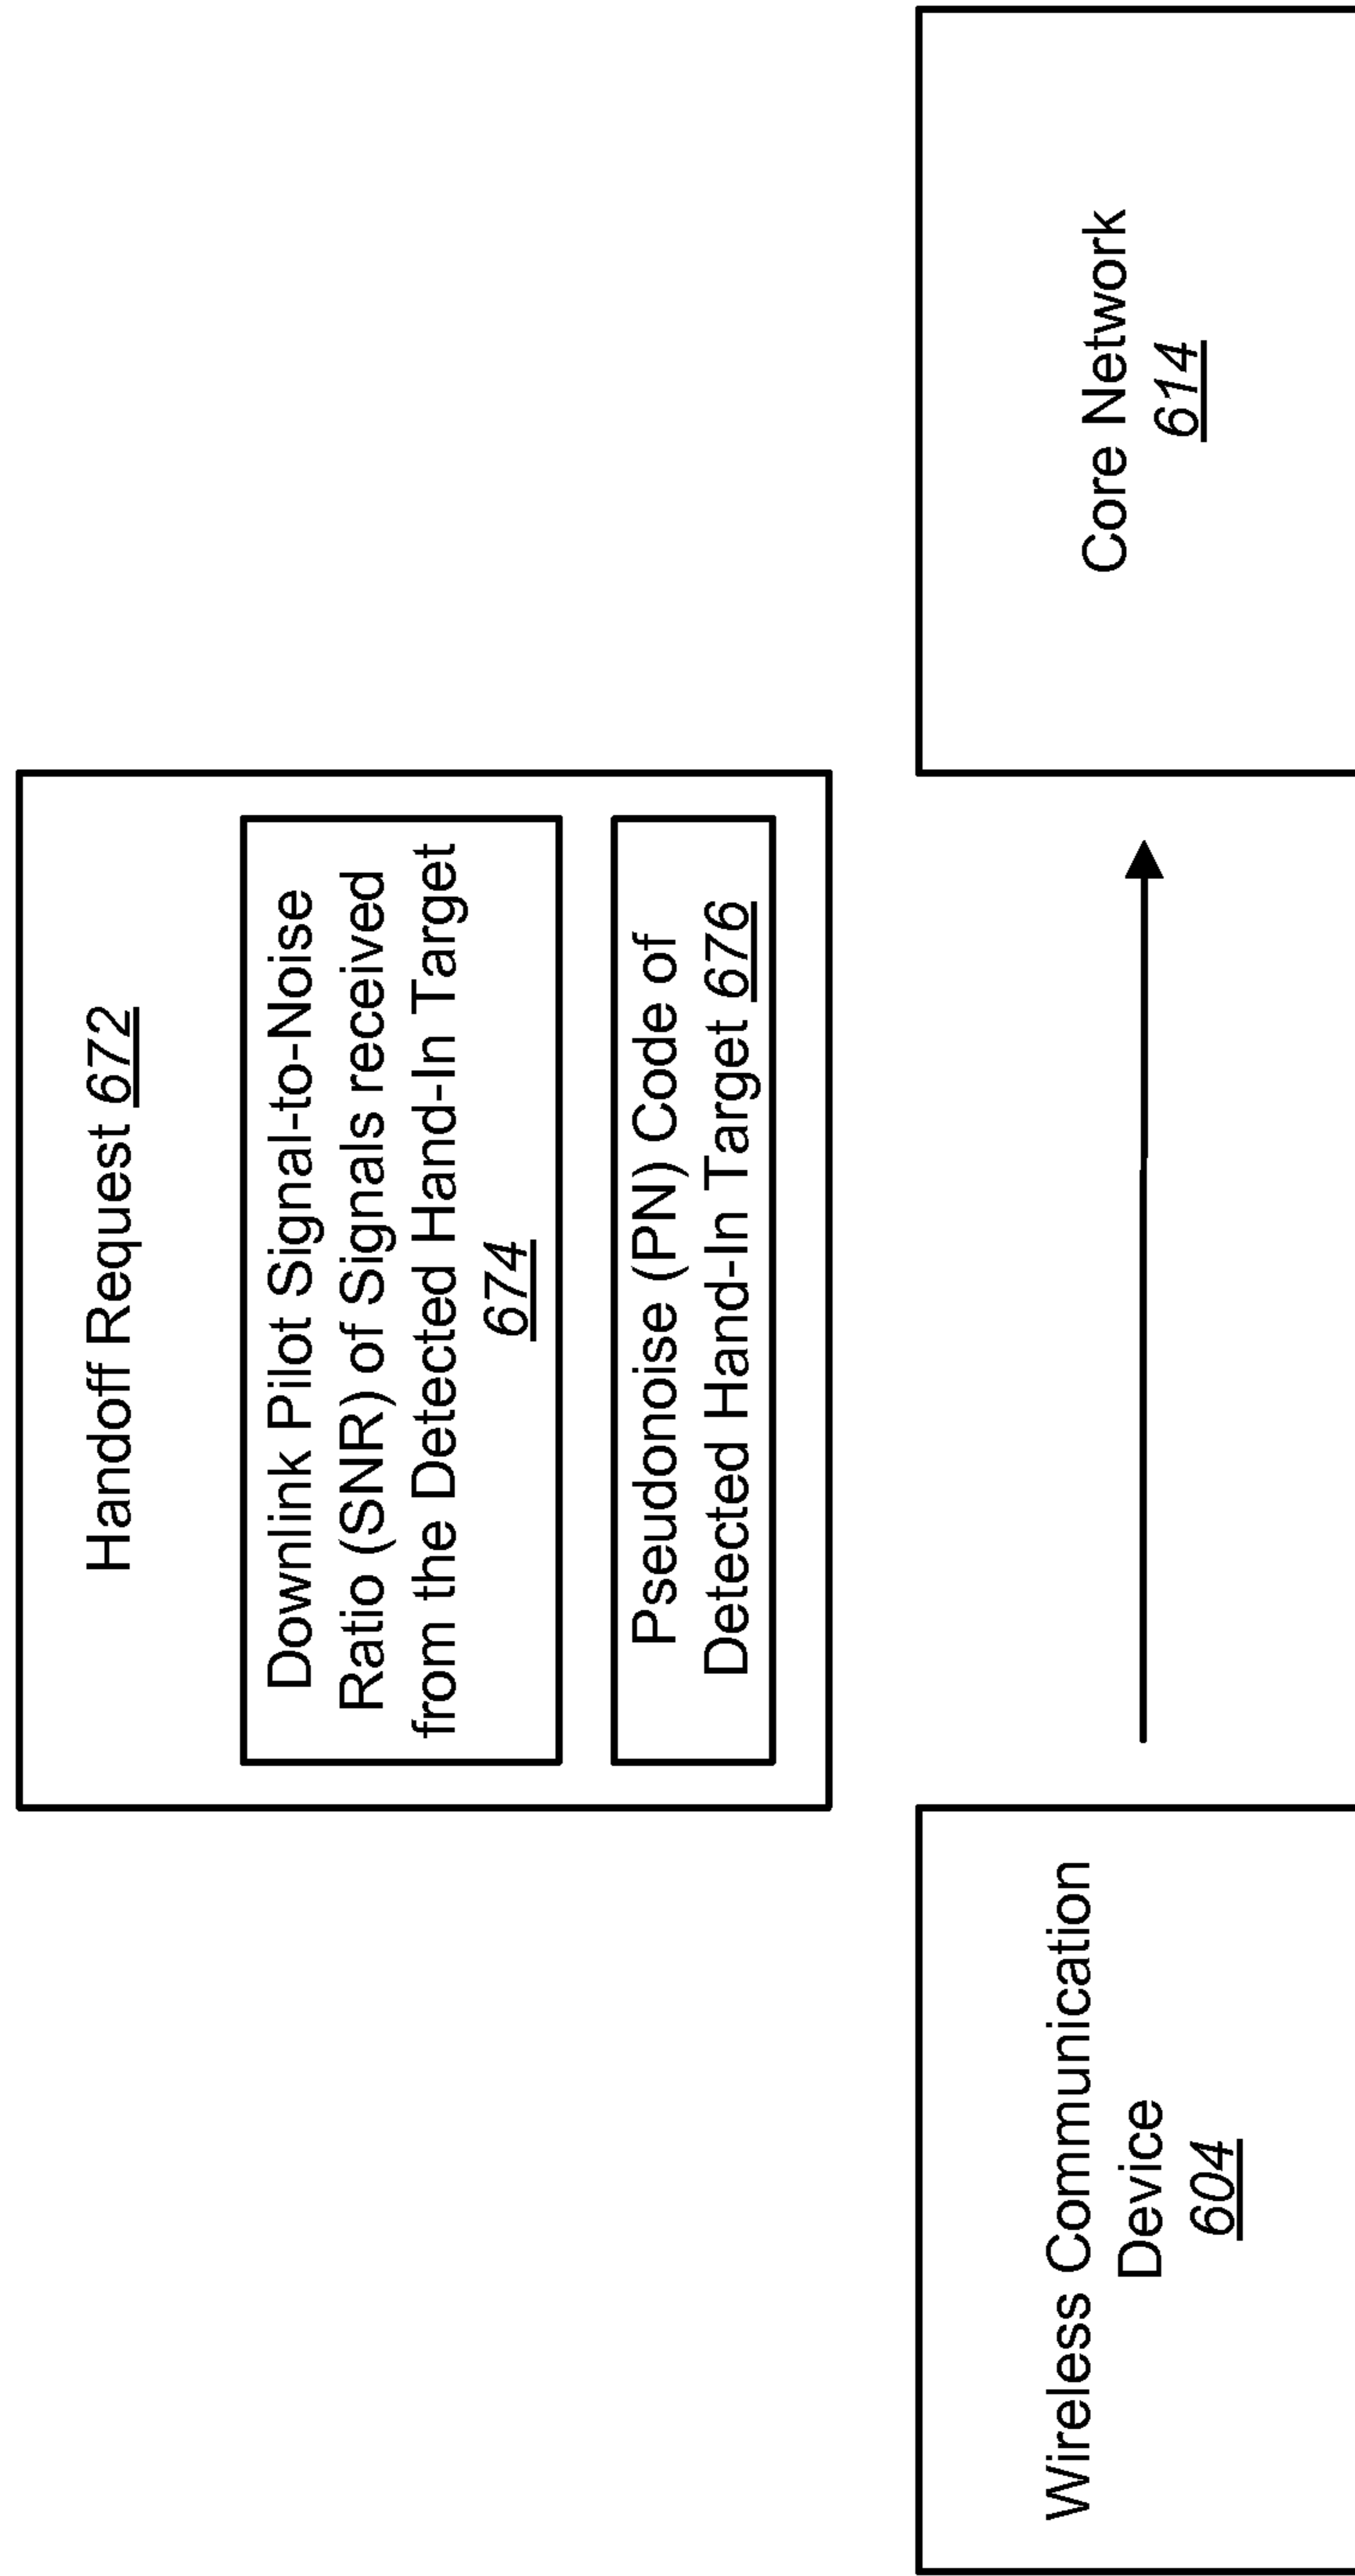 Handoff Request 672
Downlink Pilot Signal-to-Noise
Ratio (SNR) of Signals received
from the Detected Hand-In Target
674
Pseudonoise (PN) Code of
Detected Hand-In Target 676
Wireless Communication
Device
604
Core Network
614